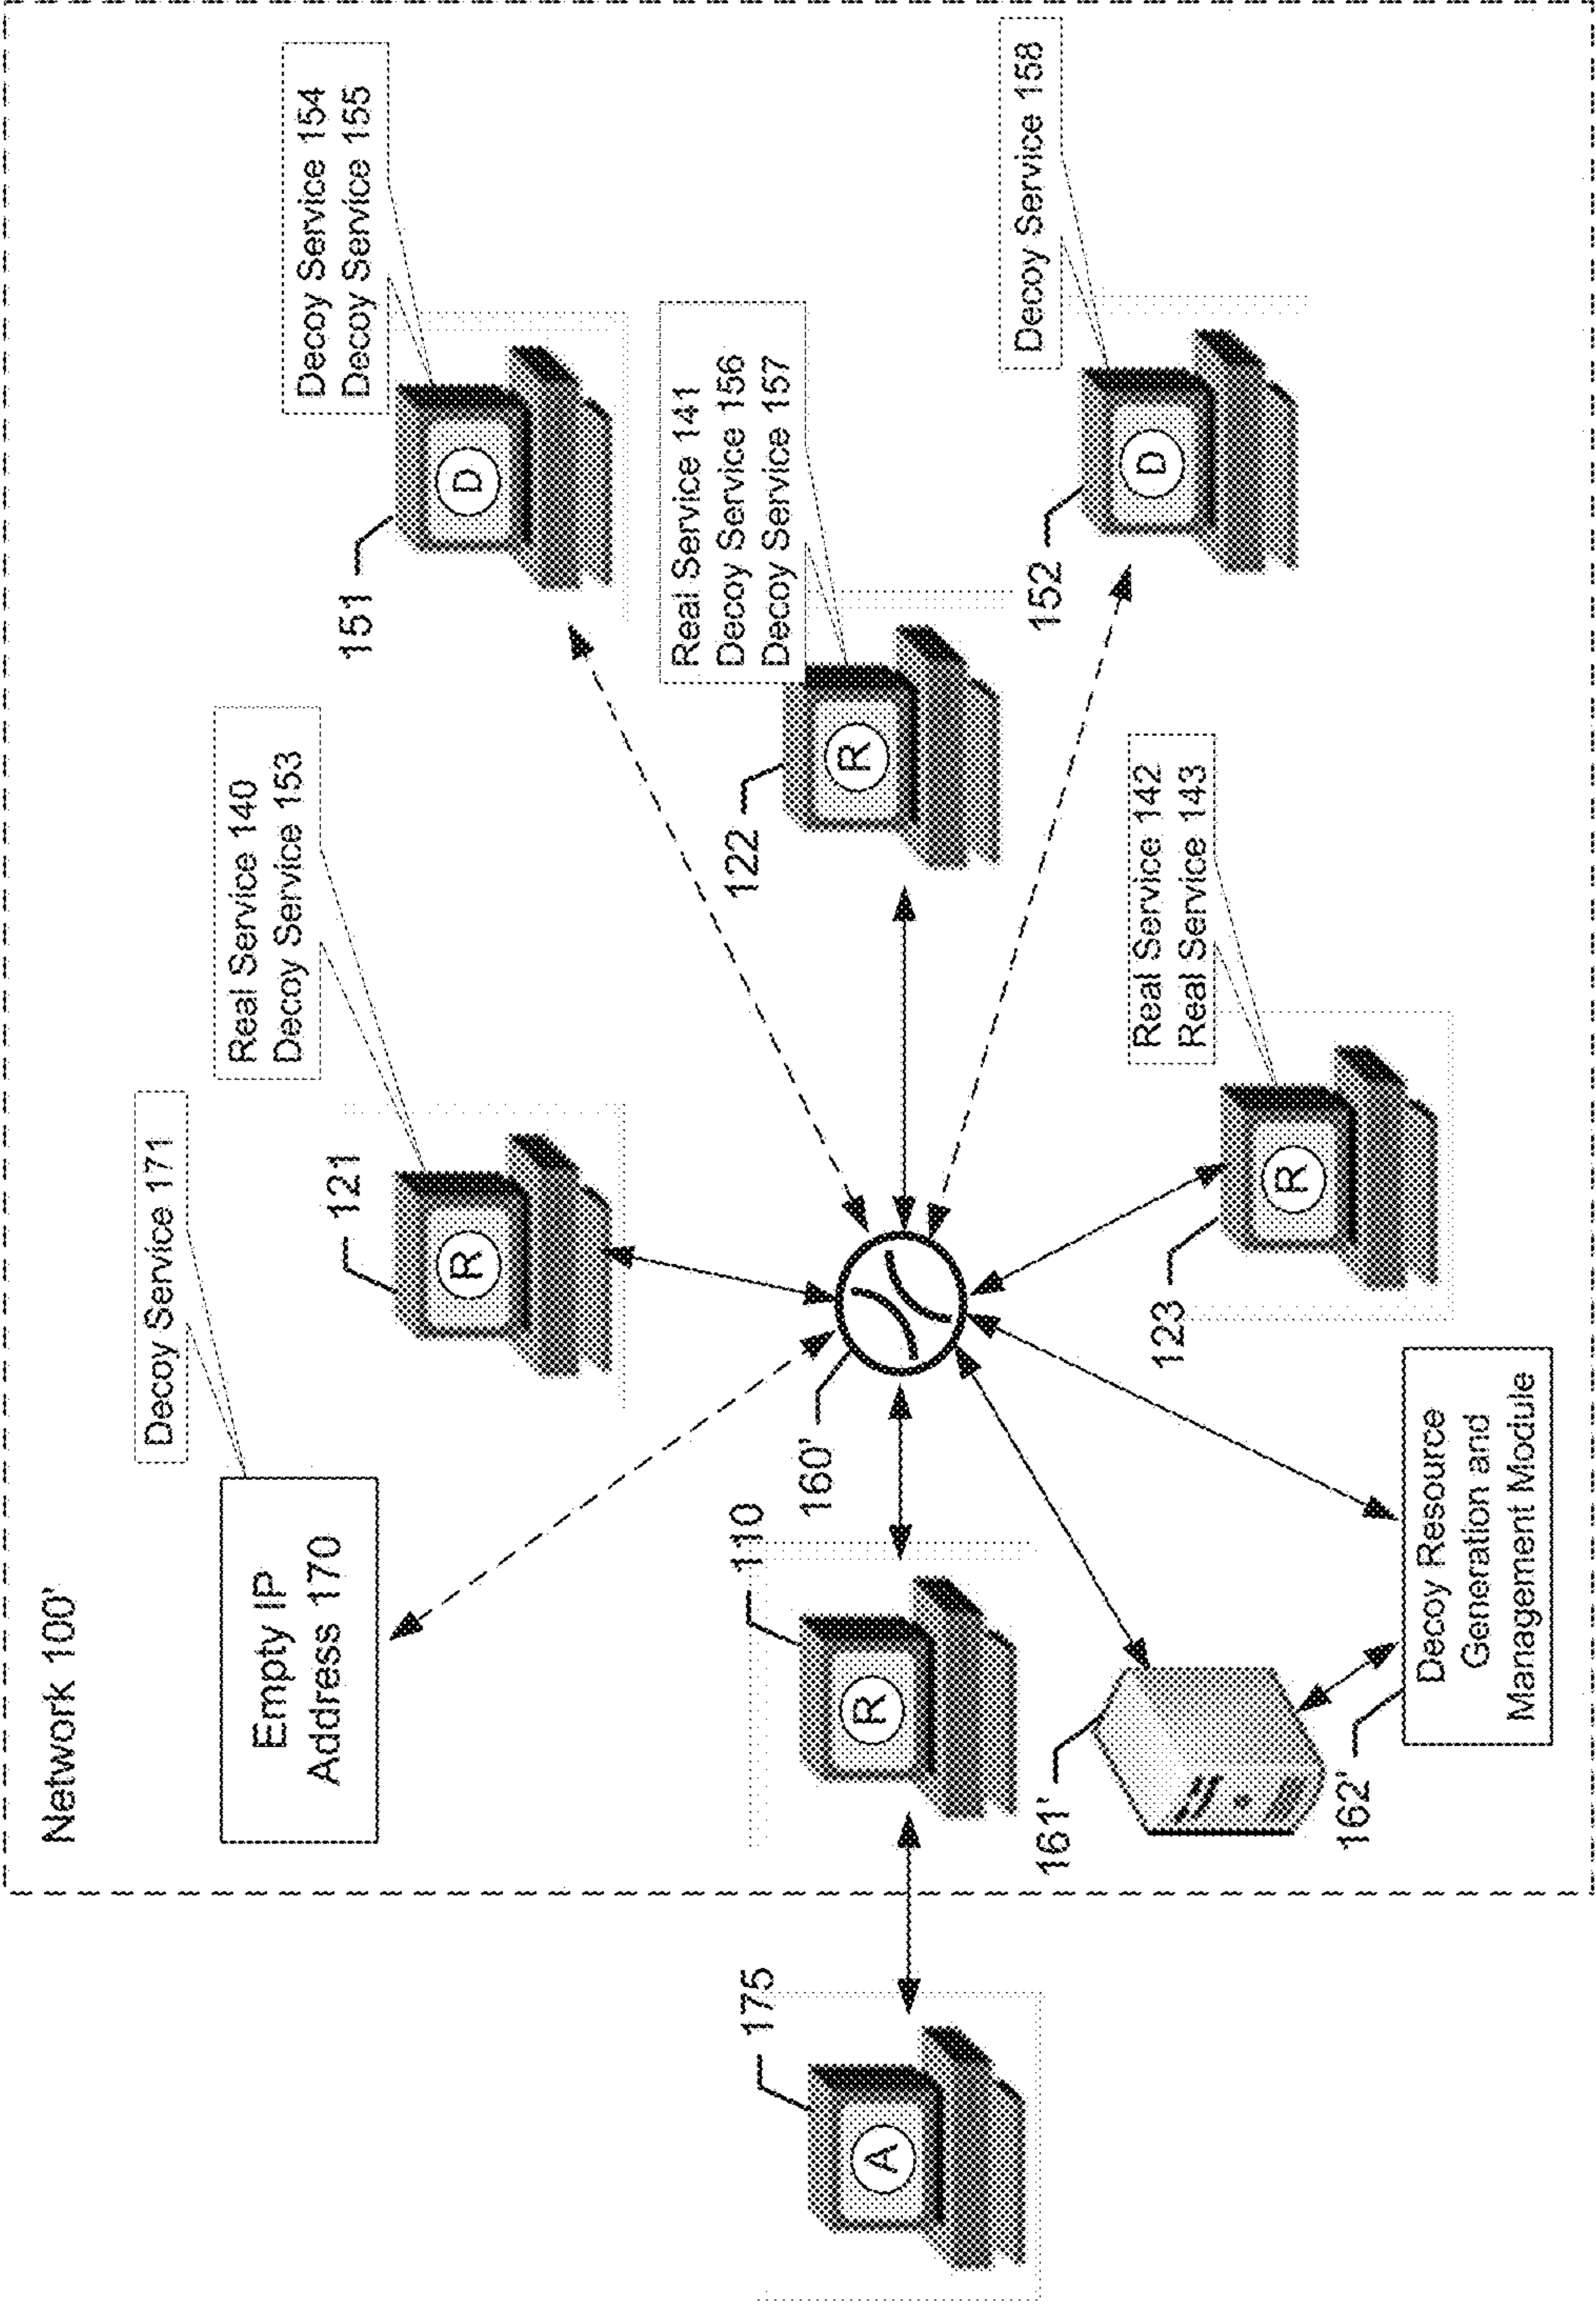 Network 100'
Decoy Service 171
Empty IP
Address 170
Real Service 140
Decoy Service 153
121
R
Decoy Service 154
Decoy Service 155
151
D
Real Service 141
Decoy Service 156
Decoy Service 157
122
R
175
A
110
R
160'
Decoy Service 158
152
D
Real Service 142
Real Service 143
123
R
161'
162'
Decoy Resource
Generation and
Management Module